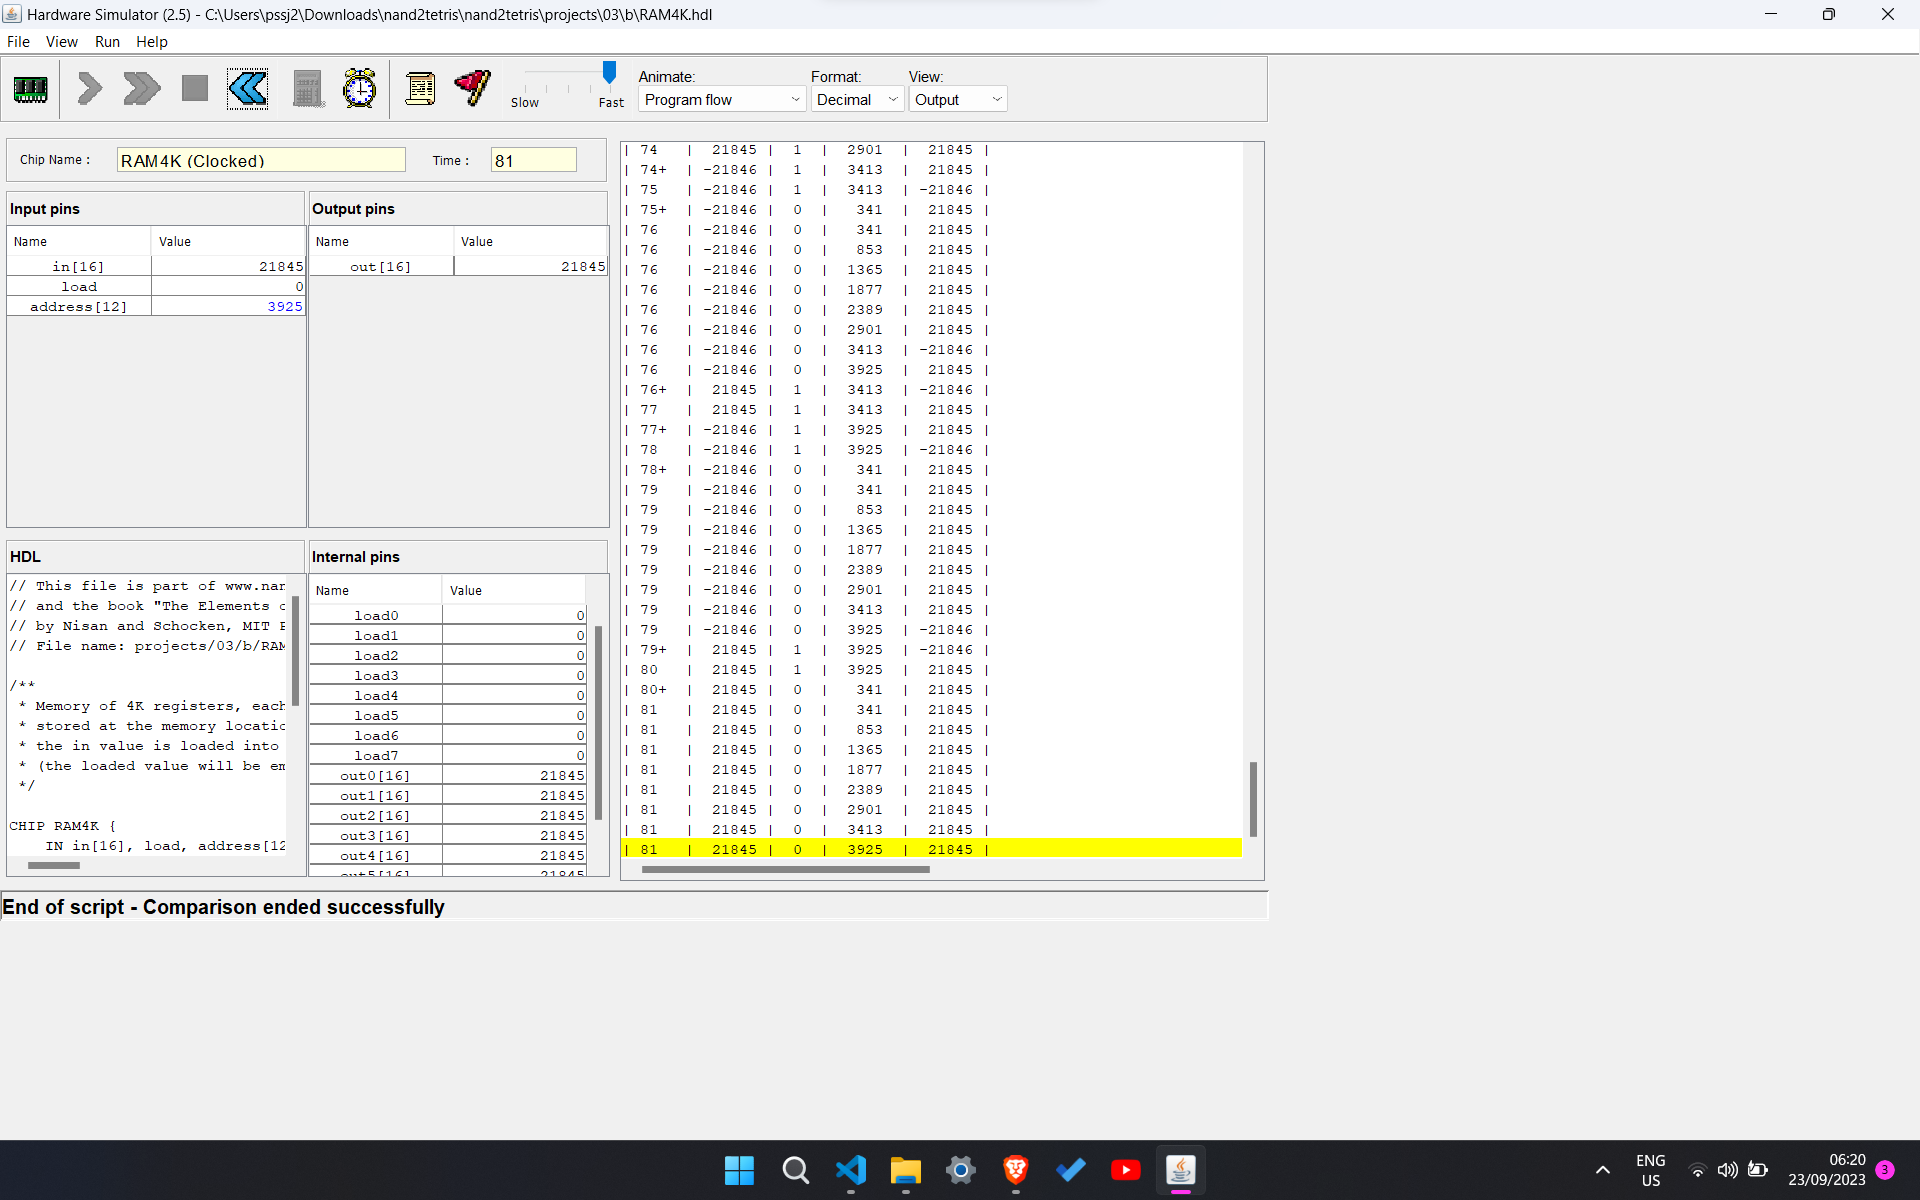 Hardware Simulator (2.5) - C:\Users\pssj2\Downloads\nand2tetris\nand2tetris\projects\03\b\RAM4K.hdl
File View Run Help
Slow Fast
Animate: Format: View:
Program flow Decimal Output
Chip Name : RAM4K (Clocked) Time : 81
Input pins
Name Value
in[16] 21845
load 0
address[12] 3925
Output pins
Name Value
out[16] 21845
HDL
// This file is part of www.nan
// and the book "The Elements
// by Nisan and Schocken, MIT
// File name: projects/03/b/RAM
/**
* Memory of 4K registers, each
* stored at the memory locatio
* the in value is loaded into
* (the loaded value will be em
*/
CHIP RAM4K {
IN in[16], load, address[12
Internal pins
Name Value
load0 0
load1 0
load2 0
load3 0
load4 0
load5 0
load6 0
load7 0
out0[16] 21845
out1[16] 21845
out2[16] 21845
out3[16] 21845
out4[16] 21845
out5[16] 21845
| 74 | 21845 | 1 | 2901 | 21845 |
| 74+ | -21846 | 1 | 3413 | 21845 |
| 75 | -21846 | 1 | 3413 | -21846 |
| 75+ | -21846 | 0 | 341 | 21845 |
| 76 | -21846 | 0 | 341 | 21845 |
| 76 | -21846 | 0 | 853 | 21845 |
| 76 | -21846 | 0 | 1365 | 21845 |
| 76 | -21846 | 0 | 1877 | 21845 |
| 76 | -21846 | 0 | 2389 | 21845 |
| 76 | -21846 | 0 | 2901 | 21845 |
| 76 | -21846 | 0 | 3413 | -21846 |
| 76 | -21846 | 0 | 3925 | 21845 |
| 76+ | 21845 | 1 | 3413 | -21846 |
| 77 | 21845 | 1 | 3413 | 21845 |
| 77+ | -21846 | 1 | 3925 | 21845 |
| 78 | -21846 | 1 | 3925 | -21846 |
| 78+ | -21846 | 0 | 341 | 21845 |
| 79 | -21846 | 0 | 341 | 21845 |
| 79 | -21846 | 0 | 853 | 21845 |
| 79 | -21846 | 0 | 1365 | 21845 |
| 79 | -21846 | 0 | 1877 | 21845 |
| 79 | -21846 | 0 | 2389 | 21845 |
| 79 | -21846 | 0 | 2901 | 21845 |
| 79 | -21846 | 0 | 3413 | 21845 |
| 79 | -21846 | 0 | 3925 | -21846 |
| 79+ | 21845 | 1 | 3925 | -21846 |
| 80 | 21845 | 1 | 3925 | 21845 |
| 80+ | 21845 | 0 | 341 | 21845 |
| 81 | 21845 | 0 | 341 | 21845 |
| 81 | 21845 | 0 | 853 | 21845 |
| 81 | 21845 | 0 | 1365 | 21845 |
| 81 | 21845 | 0 | 1877 | 21845 |
| 81 | 21845 | 0 | 2389 | 21845 |
| 81 | 21845 | 0 | 2901 | 21845 |
| 81 | 21845 | 0 | 3413 | 21845 |
| 81 | 21845 | 0 | 3925 | 21845 |
End of script - Comparison ended successfully
ENG
US
06:20
23/09/2023
3